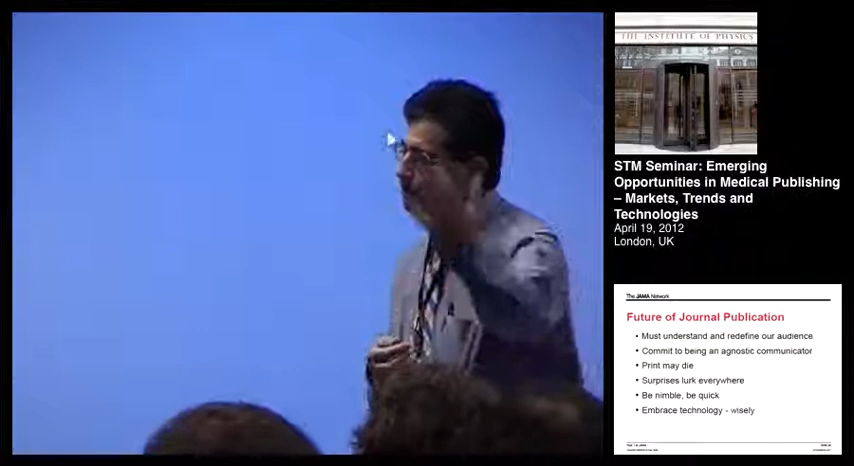 THE INSTITUTE OF PHYSICS
STM Seminar: Emerging
Opportunities in Medical Publishing
– Markets, Trends and
Technologies
April 19, 2012
London, UK
The JAMA Network
Future of Journal Publication
• Must understand and redefine our audience
• Commit to being an agnostic communicator
• Print may die
• Surprises lurk everywhere
• Be nimble, be quick
• Embrace technology - wisely